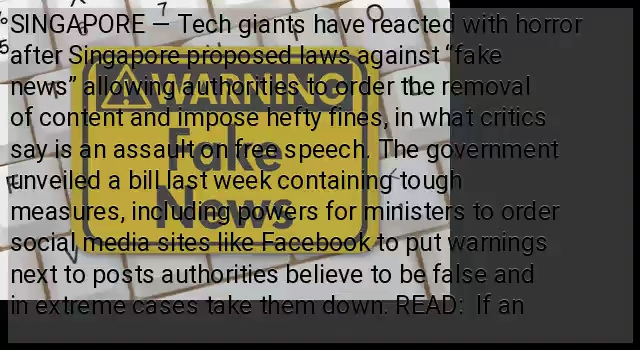 SINGAPORE — Tech giants have reacted with horror
after Singapore proposed laws against “fake
news” allowing authorities to order the removal
of content and impose hefty fines, in what critics
say is an assault on free speech. The government
unveiled a bill last week containing tough
measures, including powers for ministers to order
social media sites like Facebook to put warnings
next to posts authorities believe to be false and
in extreme cases take them down. READ:  If an
WARNING
Fake
News